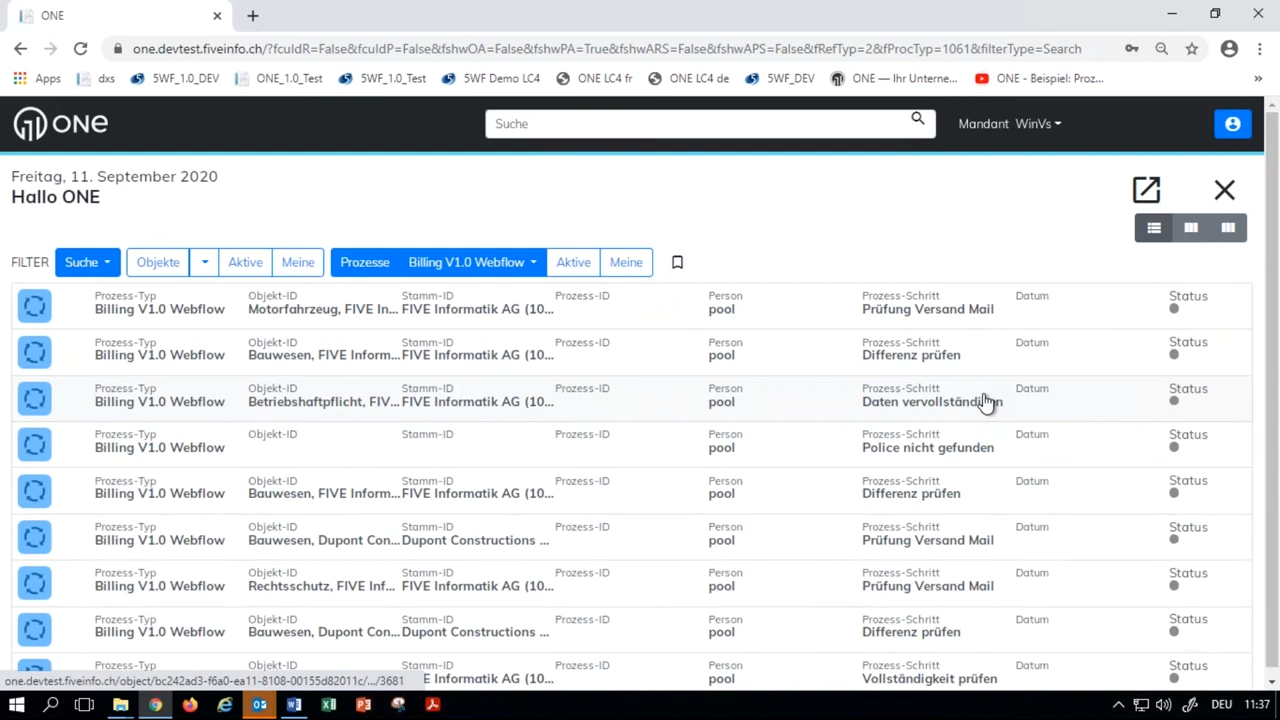 ONE
one.devtest.fiveinfo.ch/?fcuIdR=False&fcuIdP=False&fshwOA=False&fshwPA=True&fshwARS=False&fshwAPS=False&fRefTyp=2&fProcTyp=1061&filterType=Search
Apps dxs 5WF_1.0_DEV ONE_1.0_Test 5WF_1.0_Test 5WF Demo LC4 ONE LC4 fr ONE LC4 de 5WF_DEV ONE — Ihr Unterne... ONE - Beispiel: Proz...
ONE Suche Mandant WinVs
Freitag, 11. September 2020
Hallo ONE
FILTER Suche Objekte Aktive Meine Prozesse Billing V1.0 Webflow Aktive Meine
Prozess-Typ Objekt-ID Stamm-ID Prozess-ID Person Prozess-Schritt Datum Status
Billing V1.0 Webflow Motorfahrzeug, FIVE In... FIVE Informatik AG (10... pool Prüfung Versand Mail
Prozess-Typ Objekt-ID Stamm-ID Prozess-ID Person Prozess-Schritt Datum Status
Billing V1.0 Webflow Bauwesen, FIVE Inform... FIVE Informatik AG (10... pool Differenz prüfen
Prozess-Typ Objekt-ID Stamm-ID Prozess-ID Person Prozess-Schritt Datum Status
Billing V1.0 Webflow Betriebshaftpflicht, FIV... FIVE Informatik AG (10... pool Daten vervollständigen
Prozess-Typ Objekt-ID Stamm-ID Prozess-ID Person Prozess-Schritt Datum Status
Billing V1.0 Webflow pool Police nicht gefunden
Prozess-Typ Objekt-ID Stamm-ID Prozess-ID Person Prozess-Schritt Datum Status
Billing V1.0 Webflow Bauwesen, FIVE Inform... FIVE Informatik AG (10... pool Differenz prüfen
Prozess-Typ Objekt-ID Stamm-ID Prozess-ID Person Prozess-Schritt Datum Status
Billing V1.0 Webflow Bauwesen, Dupont Con... Dupont Constructions ... pool Prüfung Versand Mail
Prozess-Typ Objekt-ID Stamm-ID Prozess-ID Person Prozess-Schritt Datum Status
Billing V1.0 Webflow Rechtsschutz, FIVE Inf... FIVE Informatik AG (10... pool Prüfung Versand Mail
Prozess-Typ Objekt-ID Stamm-ID Prozess-ID Person Prozess-Schritt Datum Status
Billing V1.0 Webflow Bauwesen, Dupont Con... Dupont Constructions ... pool Differenz prüfen
Prozess-Typ Objekt-ID Stamm-ID Prozess-ID Person Prozess-Schritt Datum Status
FIVE Informatik AG (10... pool Vollständigkeit prüfen
one.devtest.fiveinfo.ch/object/bc242ad3-f6a0-ea11-8108-00155d82011c/.../3681
DEU 11:37